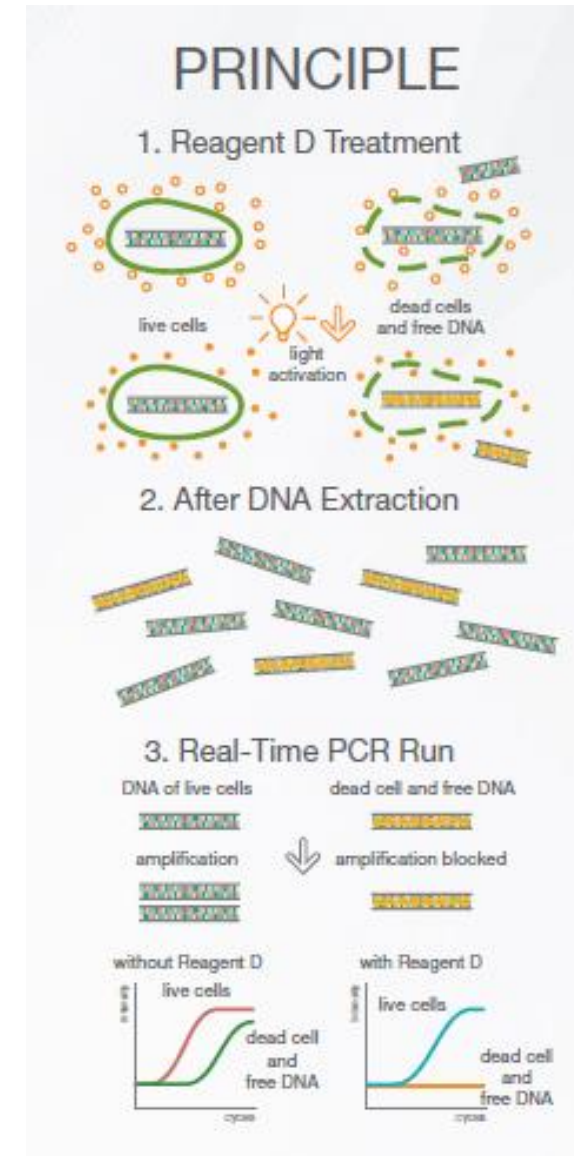 PRINCIPLE
1. Reagent D Treatment
live cells
dead cells
and free DNA
light
activation
2. After DNA Extraction
3. Real-Time PCR Run
DNA of live cells
dead cell and free DNA
amplification
amplification blocked
without Reagent D
with Reagent D
intensity
live cells
dead cell
and
free DNA
cycles
intensity
live cells
dead cell
and
free DNA
cycles